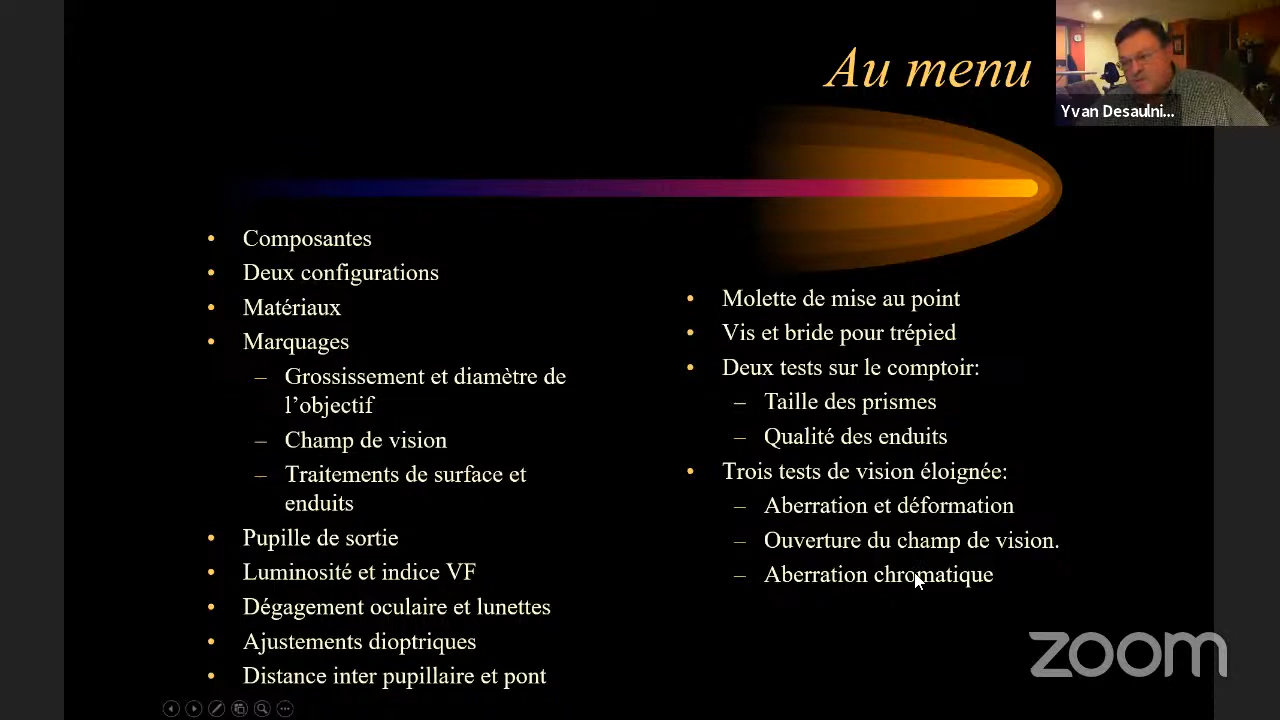 Au menu
Yvan Desaulni...
• Composantes
• Deux configurations
• Matériaux
• Marquages
– Grossissement et diamètre de
l’objectif
– Champ de vision
– Traitements de surface et
enduits
• Pupille de sortie
• Luminosité et indice VF
• Dégagement oculaire et lunettes
• Ajustements dioptriques
• Distance inter pupillaire et pont
• Molette de mise au point
• Vis et bride pour trépied
• Deux tests sur le comptoir:
– Taille des prismes
– Qualité des enduits
• Trois tests de vision éloignée:
– Aberration et déformation
– Ouverture du champ de vision.
– Aberration chromatique
zoom